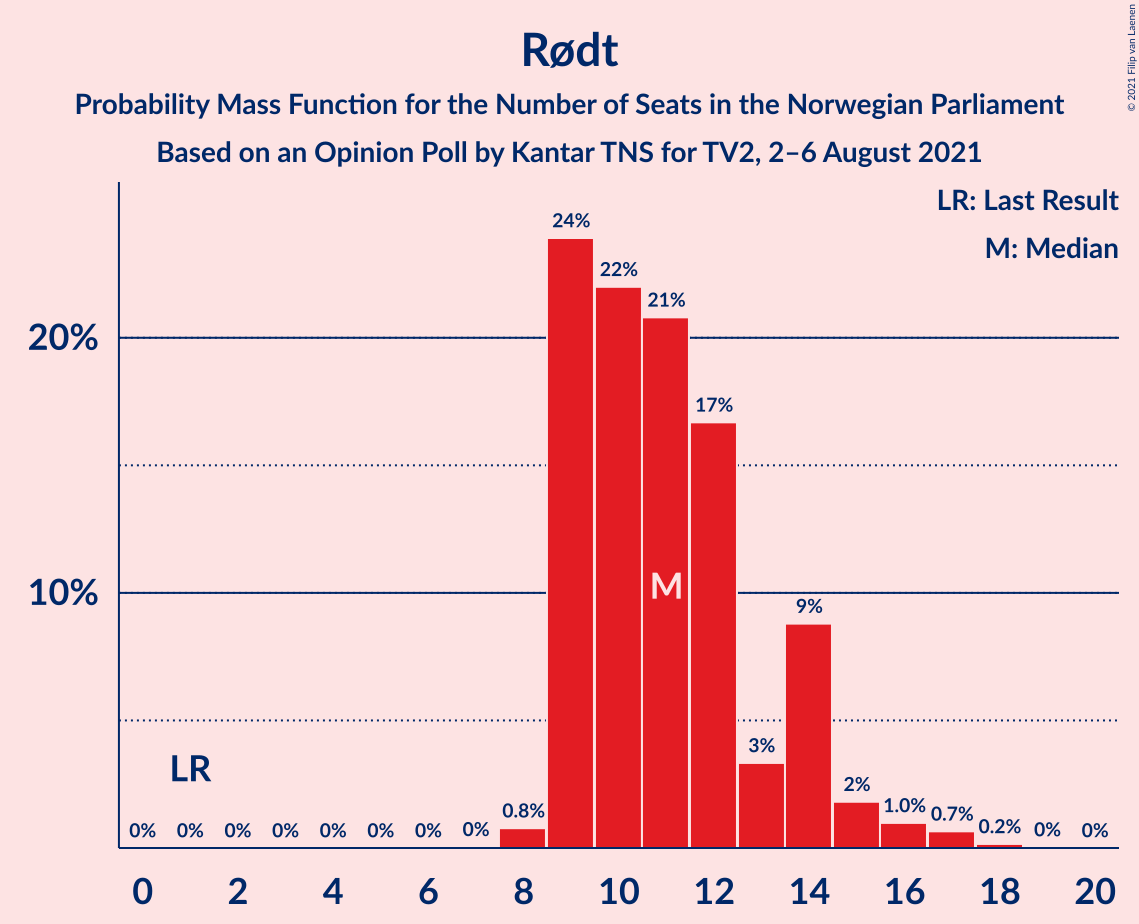 Rødt
Probability Mass Function for the Number of Seats in the Norwegian Parliament
Based on an Opinion Poll by Kantar TNS for TV2, 2–6 August 2021
© 2021 Filip van Laenen
LR: Last Result
M: Median
20%
10%
24%
22%
21%
17%
M
9%
3%
LR
2%
0% 0% 0% 0% 0% 0% 0% 0% 0.8% 1.0% 0.7% 0.2% 0% 0%
0 2 4 6 8 10 12 14 16 18 20